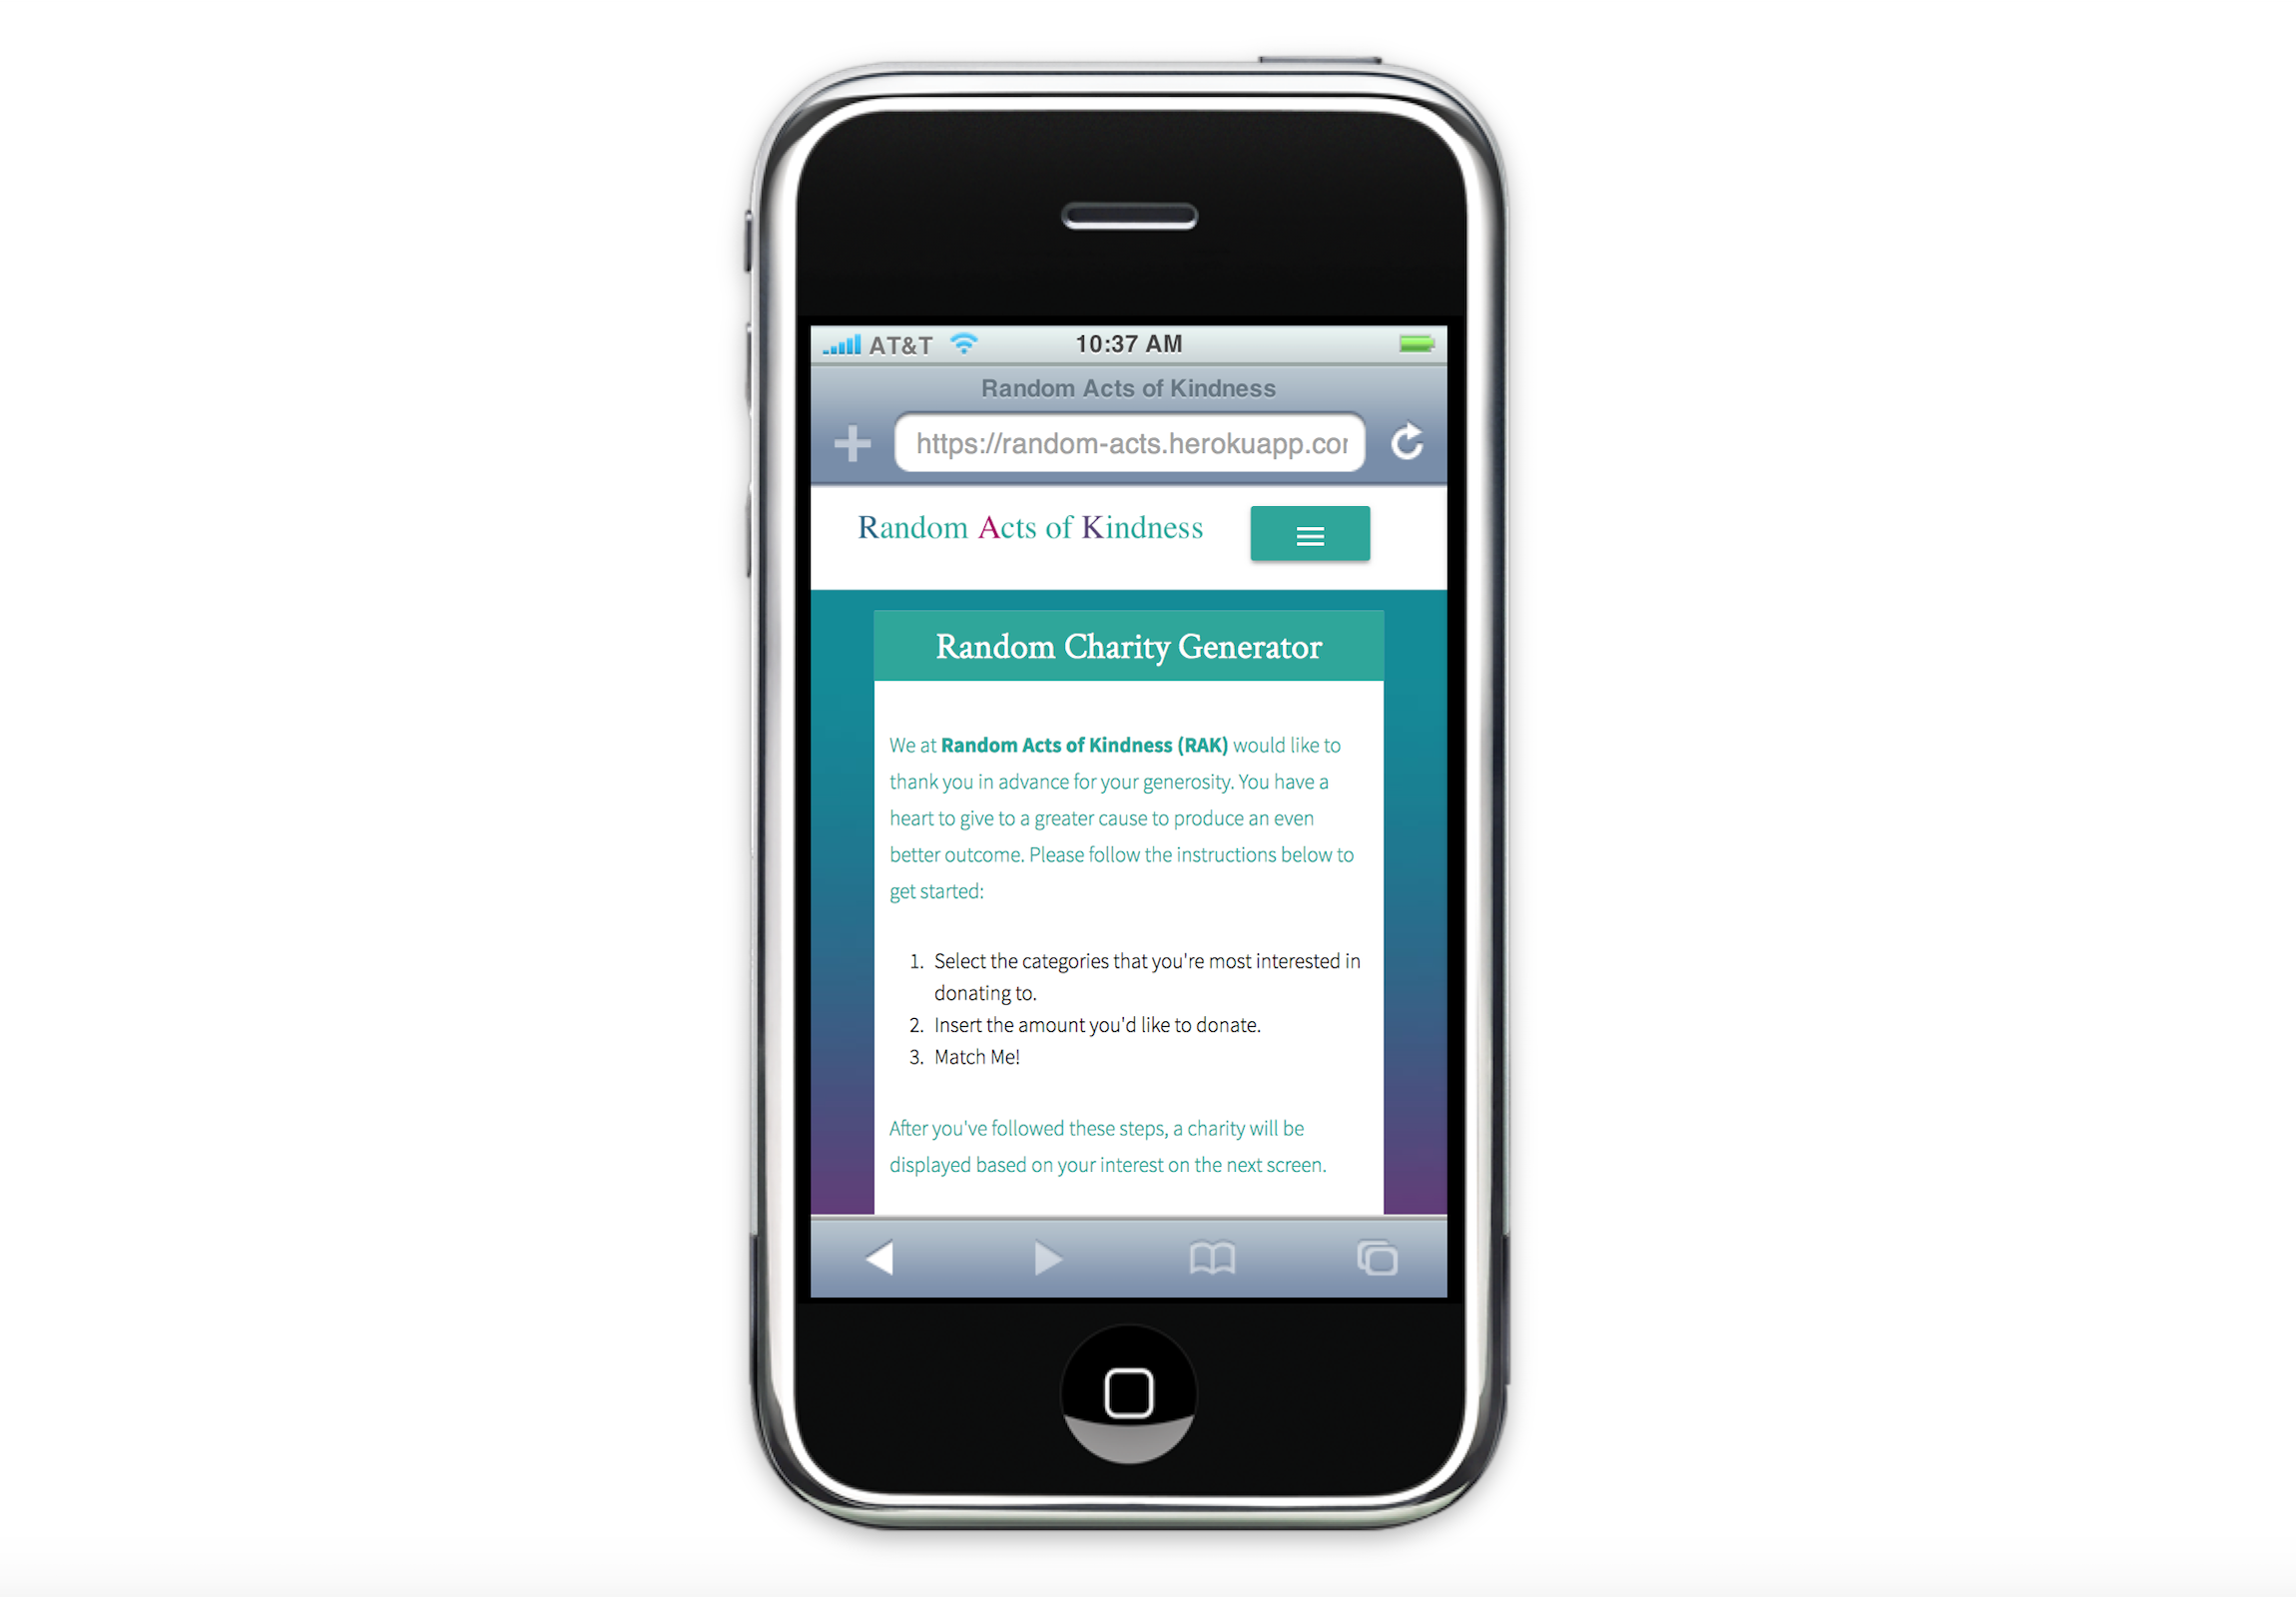 AT&T 10:37 AM
Random Acts of Kindness
https://random-acts.herokuapp.cor
Random Acts of Kindness
Random Charity Generator
We at Random Acts of Kindness (RAK) would like to
thank you in advance for your generosity. You have a
heart to give to a greater cause to produce an even
better outcome. Please follow the instructions below to
get started:
1. Select the categories that you're most interested in
donating to.
2. Insert the amount you'd like to donate.
3. Match Me!
After you've followed these steps, a charity will be
displayed based on your interest on the next screen.